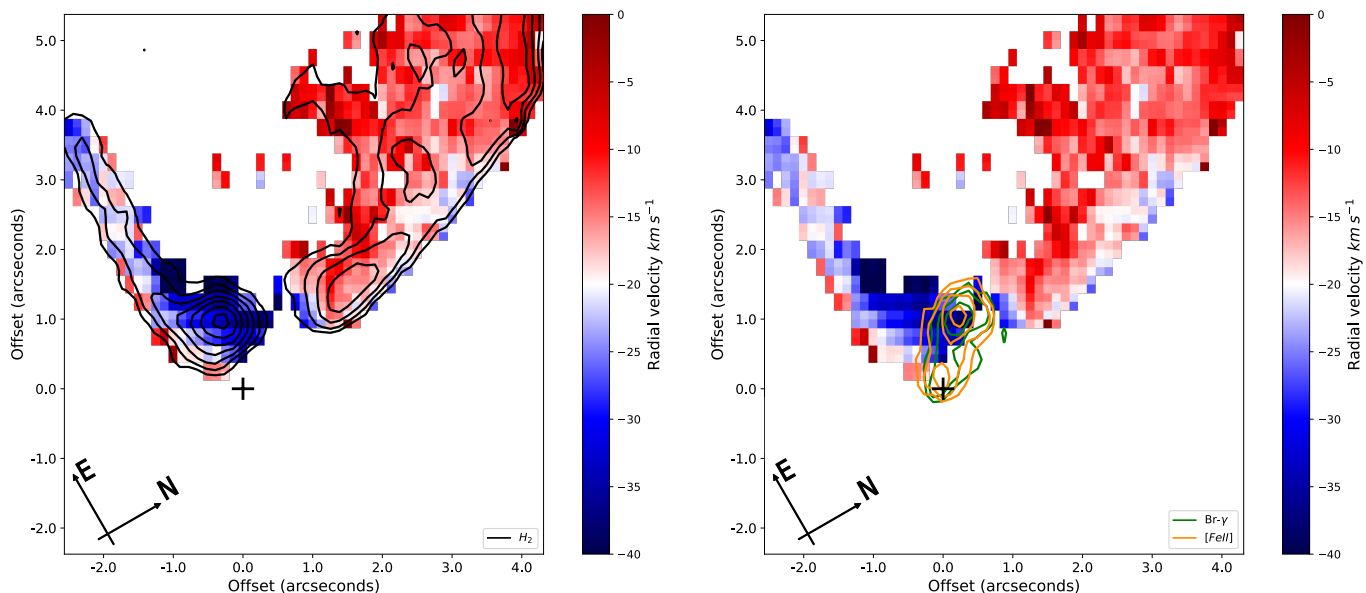 5.0
4.0
3.0
2.0
1.0
0.0
-1.0
-2.0
Offset (arcseconds)
-2.0 -1.0 0.0 1.0 2.0 3.0 4.0
Offset (arcseconds)
E
N
H₂
0
−5
−10
−15
−20
−25
−30
−35
−40
Radial velocity km s⁻¹
5.0
4.0
3.0
2.0
1.0
0.0
-1.0
-2.0
Offset (arcseconds)
-2.0 -1.0 0.0 1.0 2.0 3.0 4.0
Offset (arcseconds)
E
N
Br-γ
[FeII]
0
−5
−10
−15
−20
−25
−30
−35
−40
Radial velocity km s⁻¹